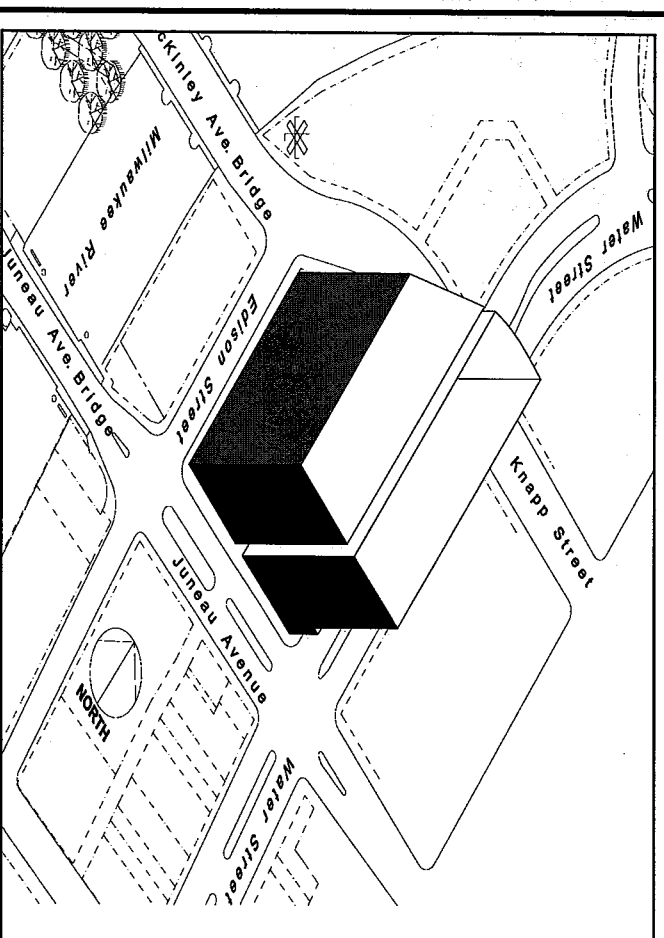 cKinley Ave. Bridge
Milwaukee River
Water Street
Juneau Ave. Bridge
Edison Street
Knapp Street
Juneau Avenue
NORTH
Water Street